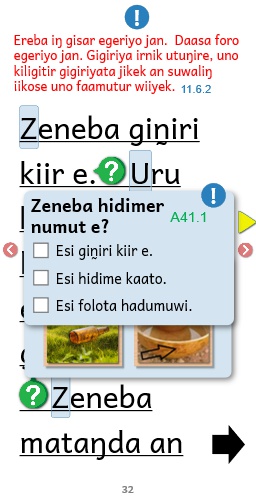 Ereba iŋ gisar egeriyo jan. Daasa foro
egeriyo jan. Gigiriya irnik utuŋire, uno
kiligitir gigiriyata jikek an suwaliŋ
iikose uno faamutur wiiyek. 11.6.2
Zeneba giŋiri
kiir e. ? Uru
Zeneba hidimer
numut e?
A41.1
Esi giŋiri kiir e.
Esi hidime kaato.
Esi folota hadumuwi.
? Zeneba
mataŋda an
32